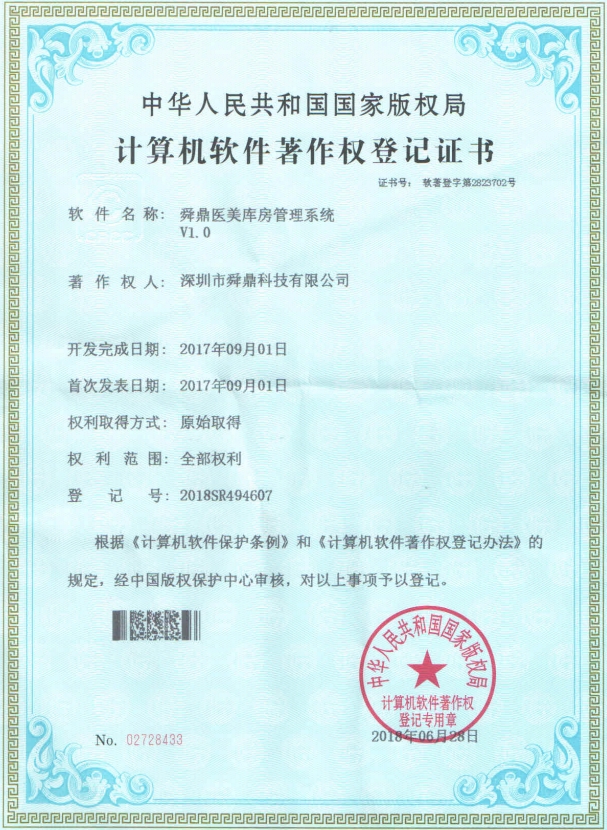 中华人民共和国国家版权局
计算机软件著作权登记证书
证书号： 软著登字第2823702号
软件名称： 舜鼎医美库房管理系统
V1.0
著作权人： 深圳市舜鼎科技有限公司
开发完成日期： 2017年09月01日
首次发表日期： 2017年09月01日
权利取得方式： 原始取得
权利范围： 全部权利
登记号： 2018SR494607
根据《计算机软件保护条例》和《计算机软件著作权登记办法》的
规定，经中国版权保护中心审核，对以上事项予以登记。
中华人民共和国国家版权局
计算机软件著作权
登记专用章
No. 02728433
2018年06月28日